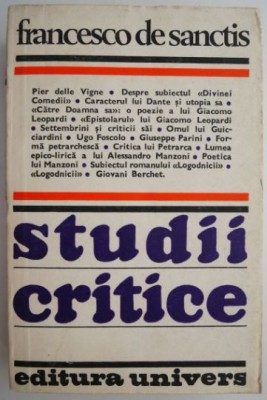 francesco de sanctis
Pier delle Vigne • Despre subiectul «Divinei
Comedii» • Caracterul lui Dante și utopia sa •
«Către Doamna sa»: o poezie a lui Giacomo
Leopardi • «Epistolarul» lui Giacomo Leopardi
• Settembrini și criticii săi • Omul lui Guic-
ciardini • Ugo Foscolo • Giuseppe Parini • For-
mă petrarchescă • Critica lui Petrarca • Lumea
epico-lirică a lui Alessandro Manzoni • Poetica
lui Manzoni • Subiectul romanului «Logodnicii» •
«Logodnicii» • Giovani Berchet.
studii
critice
editura univers